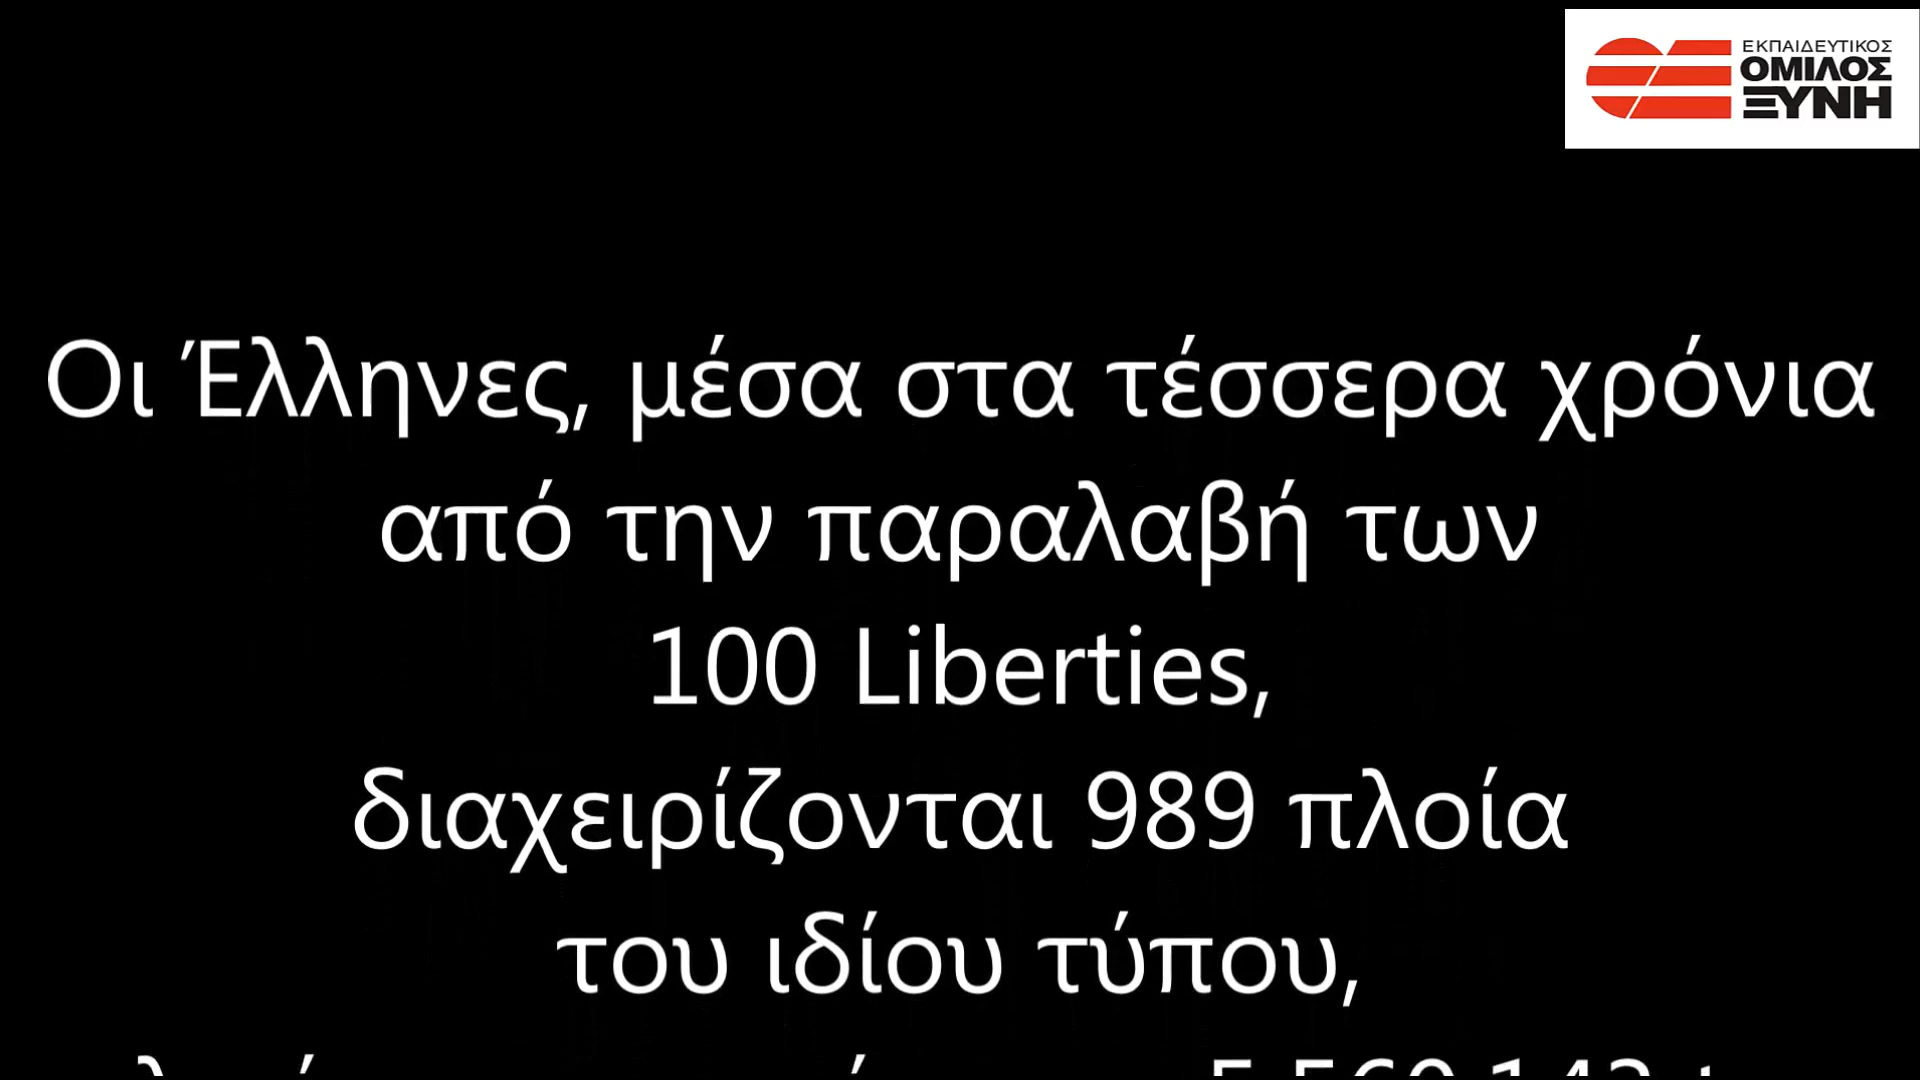 ΕΚΠΑΙΔΕΥΤΙΚΟΣ
ΟΜΙΛΟΣ
ΞΥΝΗ
Οι Έλληνες, μέσα στα τέσσερα χρόνια
από την παραλαβή των
100 Liberties,
διαχειρίζονται 989 πλοία
του ιδίου τύπου,